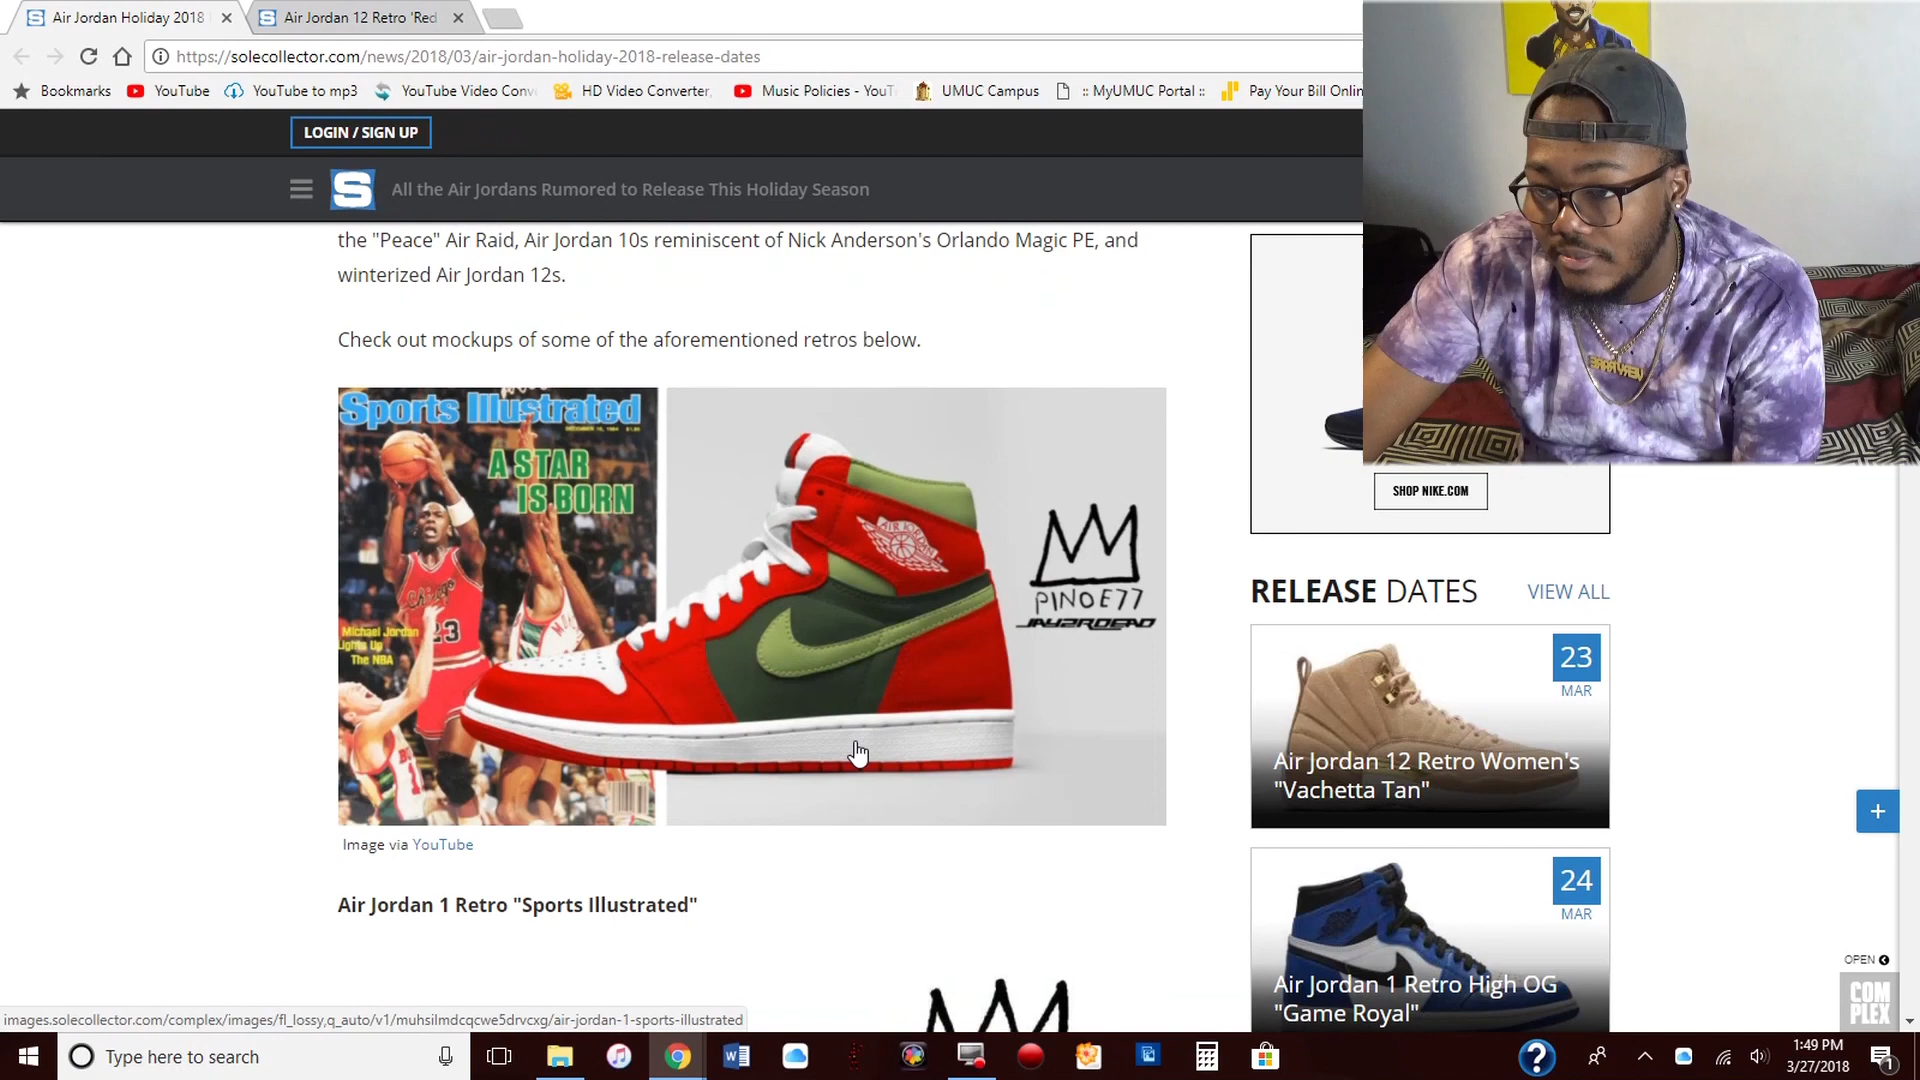 Air Jordan Holiday 2018
Air Jordan 12 Retro 'Red
https://solecollector.com/news/2018/03/air-jordan-holiday-2018-release-dates
Bookmarks
YouTube
YouTube to mp3
YouTube Video Conv
HD Video Converter,
Music Policies - YouT
UMUC Campus
:: MyUMUC Portal ::
Pay Your Bill Onlin
LOGIN / SIGN UP
S All the Air Jordans Rumored to Release This Holiday Season
the "Peace" Air Raid, Air Jordan 10s reminiscent of Nick Anderson's Orlando Magic PE, and
winterized Air Jordan 12s.
Check out mockups of some of the aforementioned retros below.
Sports Illustrated
A STAR
IS BORN
Chicago
23
Michael Jordan
Lights Up
The NBA
AIR JORDAN
PINOE77
JAY2RDEAD
Image via YouTube
Air Jordan 1 Retro "Sports Illustrated"
SHOP NIKE.COM
RELEASE DATES
VIEW ALL
23
MAR
Air Jordan 12 Retro Women's
"Vachetta Tan"
24
MAR
Air Jordan 1 Retro High OG
"Game Royal"
+
OPEN
COM
PLEX
images.solecollector.com/complex/images/fl_lossy,q_auto/v1/muhsilmdcqcwe5drvcxg/air-jordan-1-sports-illustrated
Type here to search
1:49 PM
3/27/2018
1